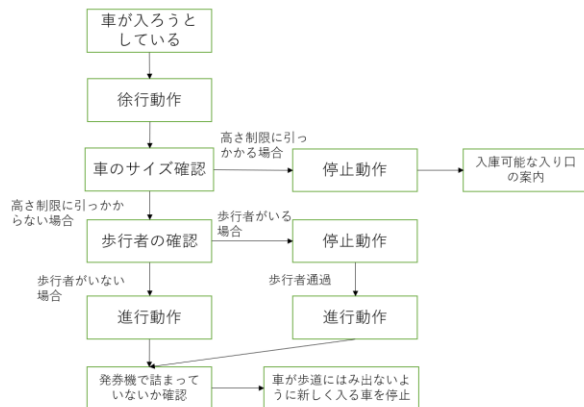 車が入ろうと
している
徐行動作
高さ制限に引っ
かかる場合
車のサイズ確認
停止動作
入庫可能な入り口
の案内
高さ制限に引っかか
らない場合
歩行者がいる
場合
歩行者の確認
停止動作
歩行者がいない
場合
歩行者通過
進行動作
進行動作
発券機で詰まって
いないか確認
車が歩道にはみ出ないよ
うに新しく入る車を停止